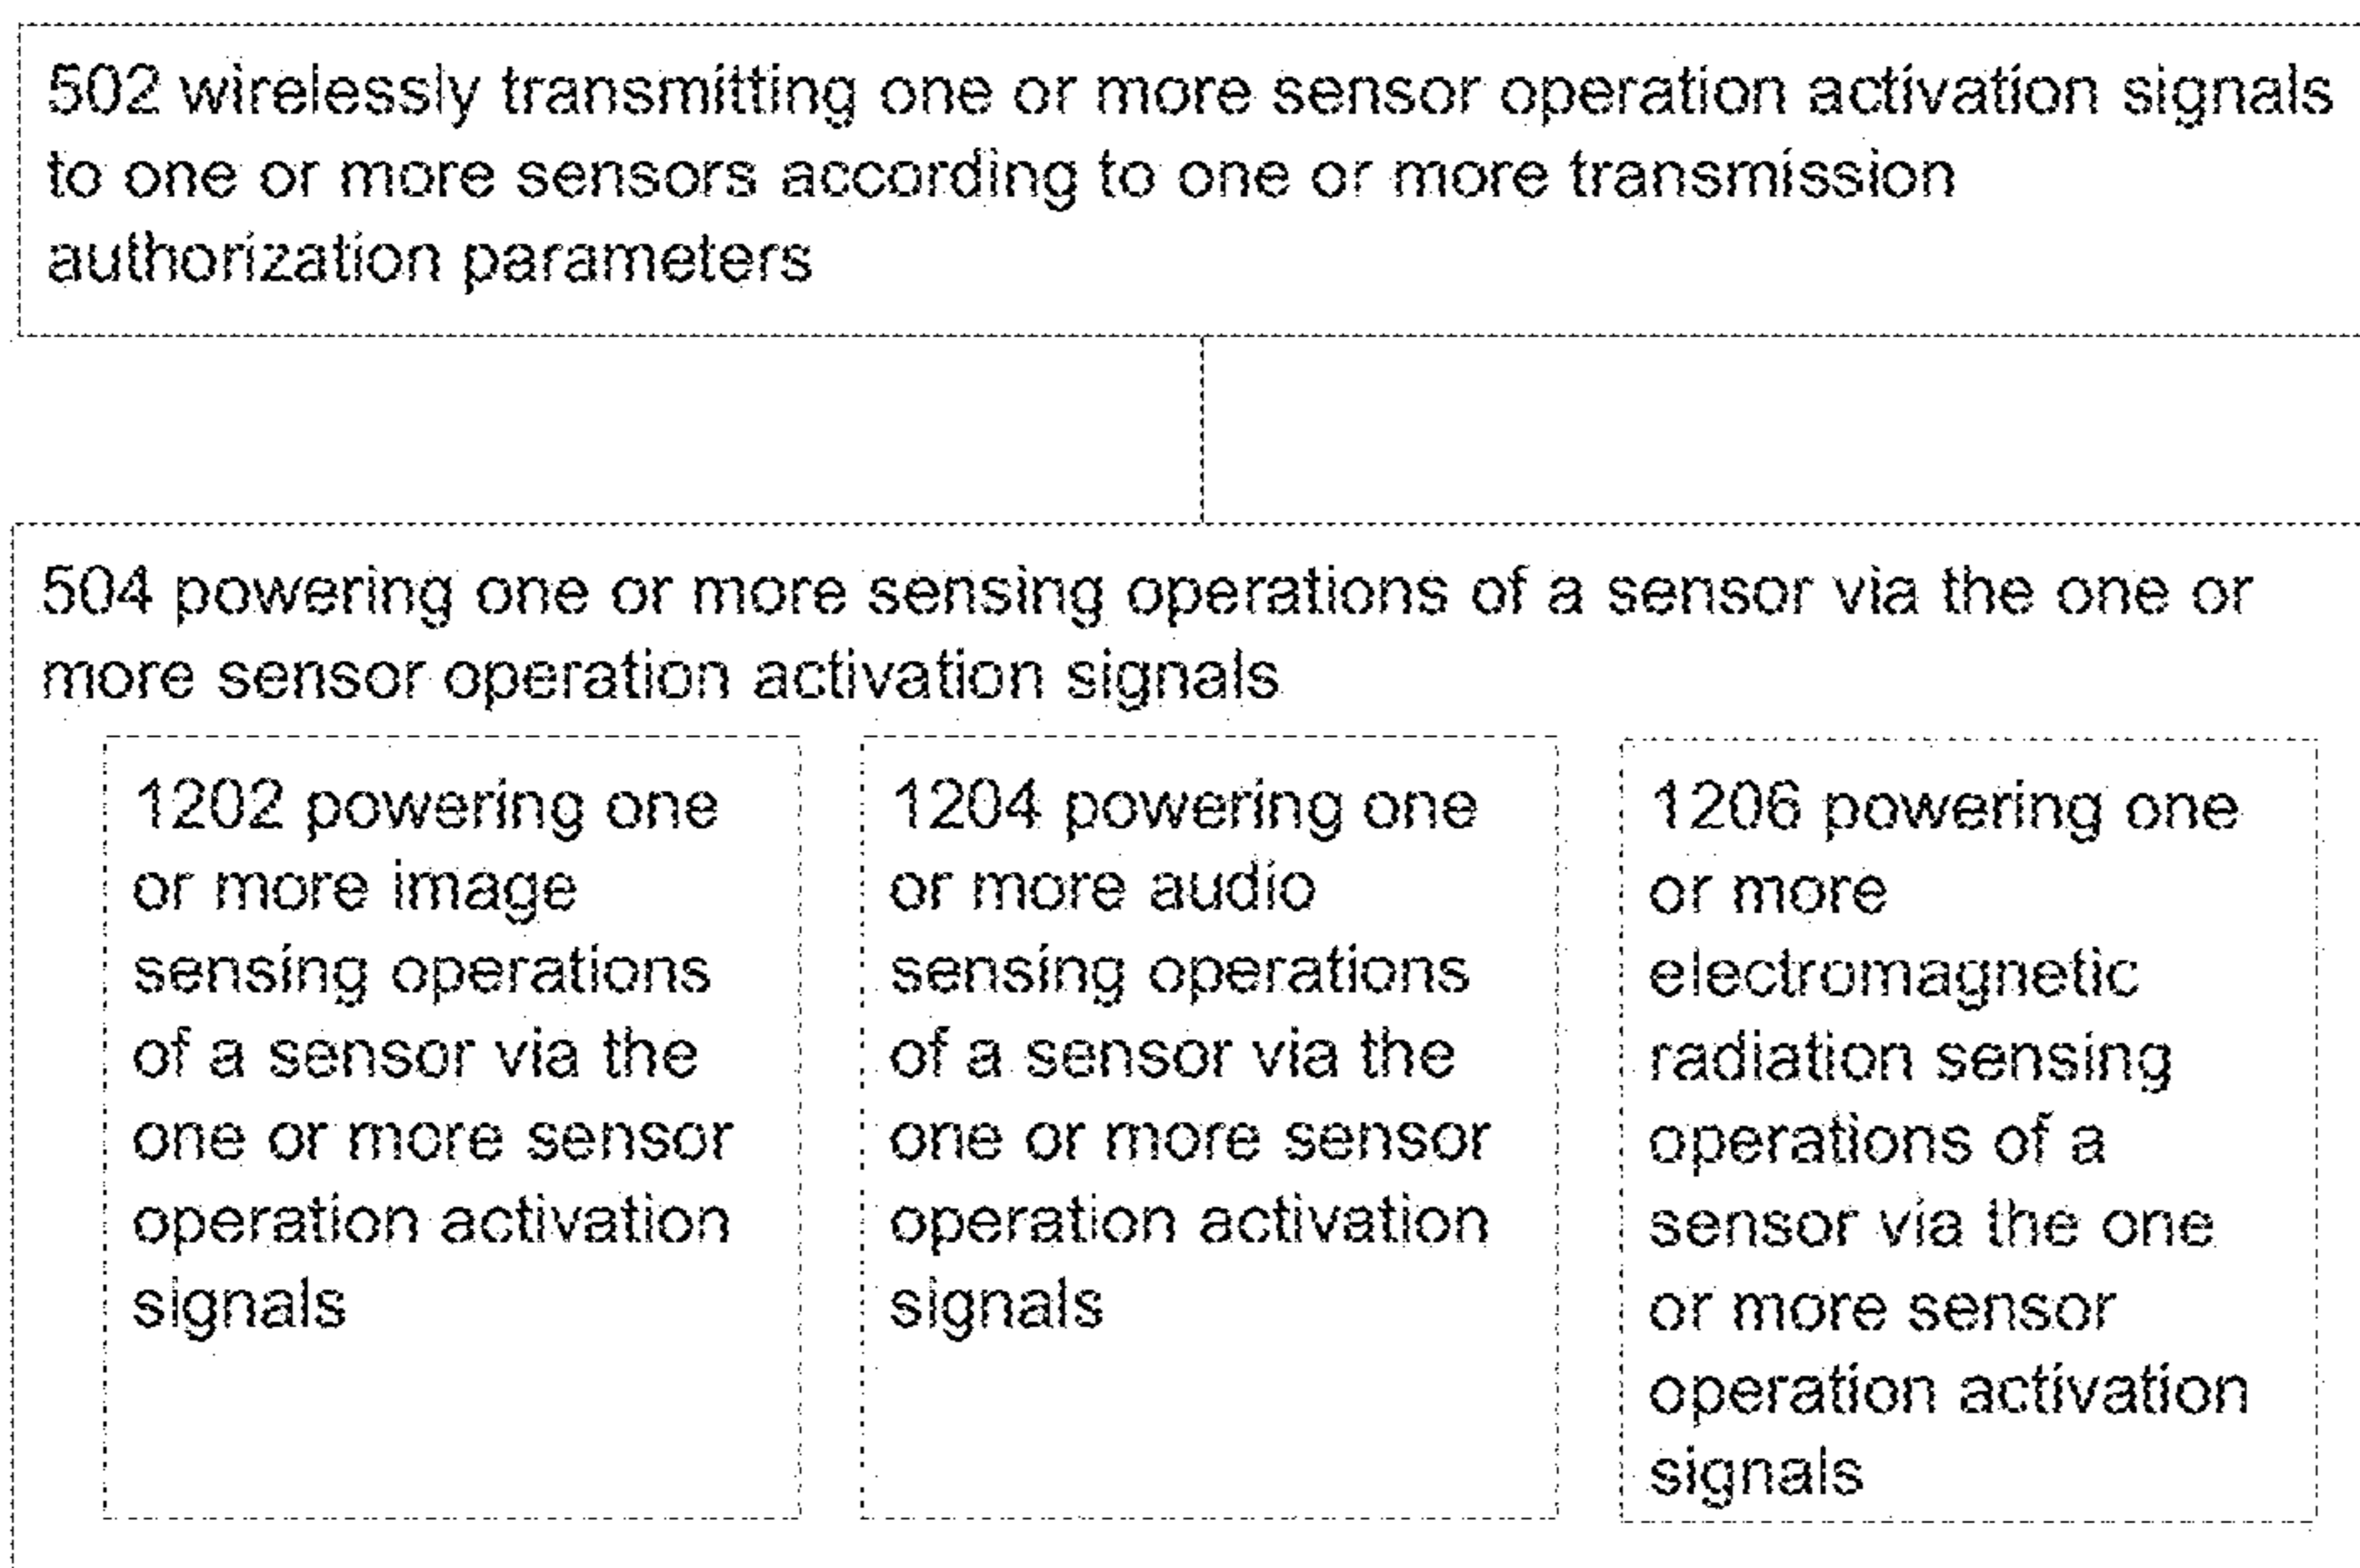 502 wirelessly transmitting one or more sensor operation activation signals
to one or more sensors according to one or more transmission
authorization parameters
504 powering one or more sensing operations of a sensor via the one or
more sensor operation activation signals
1202 powering one
or more image
sensing operations
of a sensor via the
one or more sensor
operation activation
signals
1204 powering one
or more audio
sensing operations
of a sensor via the
one or more sensor
operation activation
signals
1206 powering one
or more
electromagnetic
radiation sensing
operations of a
sensor via the one
or more sensor
operation activation
signals